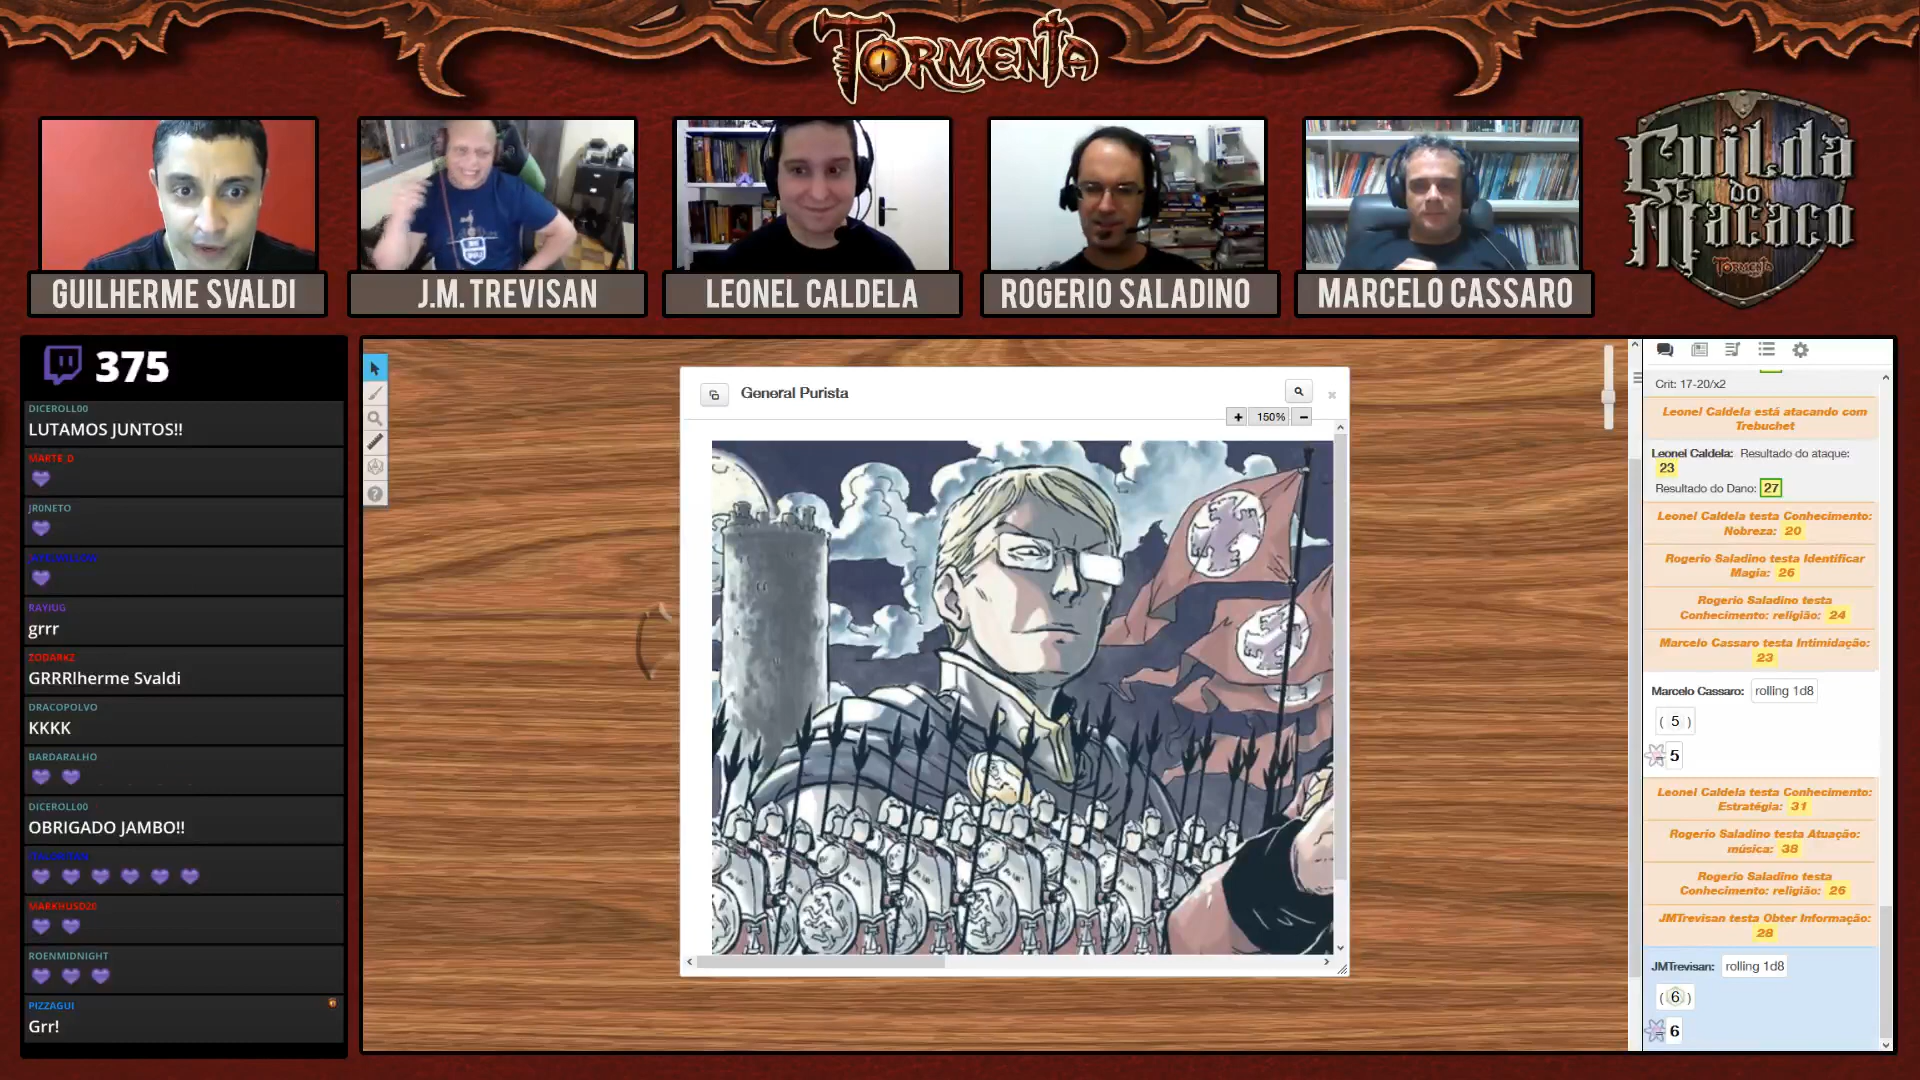 TORMENTA
Guilda
do
Macaco
TORMENTA
GUILHERME SVALDI
J.M. TREVISAN
LEONEL CALDELA
ROGERIO SALADINO
MARCELO CASSARO
375
DICEROLL00
LUTAMOS JUNTOS!!
MARTE_D
JR0NETO
RAYIUG
grrr
ZODARKZ
GRRRlherme Svaldi
DRACOPOLVO
KKKK
BARDARALHO
DICEROLL00
OBRIGADO JAMBO!!
MARKHUSD20
ROENMIDNIGHT
PIZZAGUI
Grr!
General Purista
+ 150% −
Crit: 17-20/x2
Leonel Caldela está atacando com
Trebuchet
Leonel Caldela: Resultado do ataque:
23
Resultado do Dano: 27
Leonel Caldela testa Conhecimento:
Nobreza: 20
Rogerio Saladino testa Identificar
Magia: 26
Rogerio Saladino testa
Conhecimento: religião: 24
Marcelo Cassaro testa Intimidação:
23
Marcelo Cassaro: rolling 1d8
( 5 )
= 5
Leonel Caldela testa Conhecimento:
Estratégia: 31
Rogerio Saladino testa Atuação:
música: 38
Rogerio Saladino testa
Conhecimento: religião: 26
JMTrevisan testa Obter Informação:
28
JMTrevisan: rolling 1d8
( 6 )
= 6